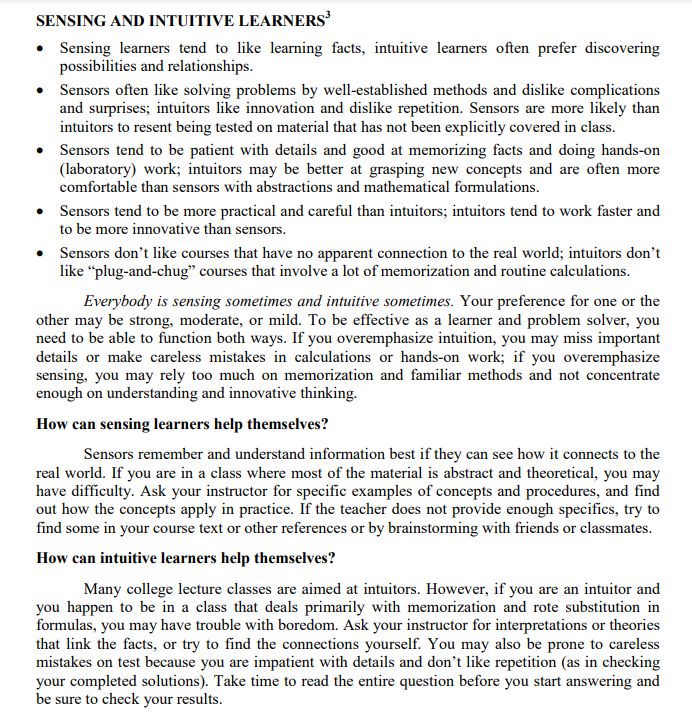 SENSING AND INTUITIVE LEARNERS³
• Sensing learners tend to like learning facts, intuitive learners often prefer discovering
possibilities and relationships.
• Sensors often like solving problems by well-established methods and dislike complications
and surprises; intuitors like innovation and dislike repetition. Sensors are more likely than
intuitors to resent being tested on material that has not been explicitly covered in class.
• Sensors tend to be patient with details and good at memorizing facts and doing hands-on
(laboratory) work; intuitors may be better at grasping new concepts and are often more
comfortable than sensors with abstractions and mathematical formulations.
• Sensors tend to be more practical and careful than intuitors; intuitors tend to work faster and
to be more innovative than sensors.
• Sensors don’t like courses that have no apparent connection to the real world; intuitors don’t
like “plug-and-chug” courses that involve a lot of memorization and routine calculations.
Everybody is sensing sometimes and intuitive sometimes. Your preference for one or the
other may be strong, moderate, or mild. To be effective as a learner and problem solver, you
need to be able to function both ways. If you overemphasize intuition, you may miss important
details or make careless mistakes in calculations or hands-on work; if you overemphasize
sensing, you may rely too much on memorization and familiar methods and not concentrate
enough on understanding and innovative thinking.
How can sensing learners help themselves?
Sensors remember and understand information best if they can see how it connects to the
real world. If you are in a class where most of the material is abstract and theoretical, you may
have difficulty. Ask your instructor for specific examples of concepts and procedures, and find
out how the concepts apply in practice. If the teacher does not provide enough specifics, try to
find some in your course text or other references or by brainstorming with friends or classmates.
How can intuitive learners help themselves?
Many college lecture classes are aimed at intuitors. However, if you are an intuitor and
you happen to be in a class that deals primarily with memorization and rote substitution in
formulas, you may have trouble with boredom. Ask your instructor for interpretations or theories
that link the facts, or try to find the connections yourself. You may also be prone to careless
mistakes on test because you are impatient with details and don’t like repetition (as in checking
your completed solutions). Take time to read the entire question before you start answering and
be sure to check your results.